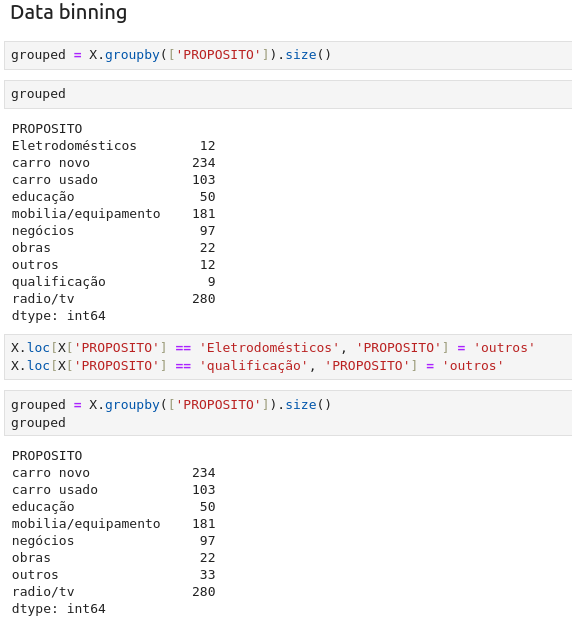 Data binning
grouped = X.groupby(['PROPOSITO']).size()
grouped
PROPOSITO
Eletrodomésticos        12
carro novo             234
carro usado            103
educação                50
mobilia/equipamento    181
negócios                97
obras                   22
outros                  12
qualificação             9
radio/tv               280
dtype: int64
X.loc[X['PROPOSITO'] == 'Eletrodomésticos', 'PROPOSITO'] = 'outros'
X.loc[X['PROPOSITO'] == 'qualificação', 'PROPOSITO'] = 'outros'
grouped = X.groupby(['PROPOSITO']).size()
grouped
PROPOSITO
carro novo             234
carro usado            103
educação                50
mobilia/equipamento    181
negócios                97
obras                   22
outros                  33
radio/tv               280
dtype: int64